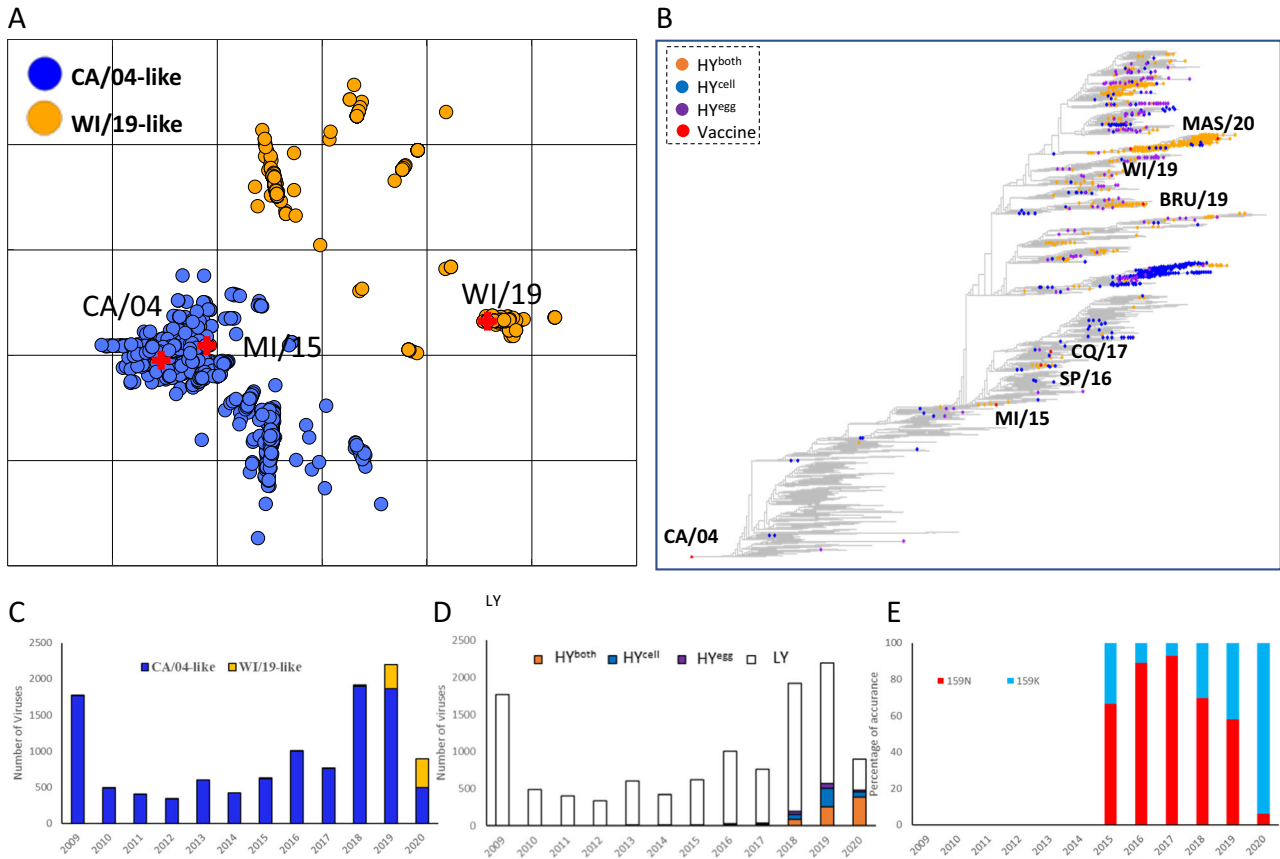 A
CA/04-like
WI/19-like
CA/04
MI/15
WI/19
B
HYboth
HYcell
HYegg
Vaccine
MAS/20
WI/19
BRU/19
CQ/17
SP/16
MI/15
CA/04
C
2500
2000
1500
1000
500
0
Number of Viruses
CA/04-like WI/19-like
2009 2010 2011 2012 2013 2014 2015 2016 2017 2018 2019 2020
D
LY
2500
2000
1500
1000
500
0
Number of viruses
HYboth HYcell HYegg LY
2009 2010 2011 2012 2013 2014 2015 2016 2017 2018 2019 2020
E
100
80
60
40
20
0
Percentage of accurance
159N 159K
2009 2010 2011 2012 2013 2014 2015 2016 2017 2018 2019 2020